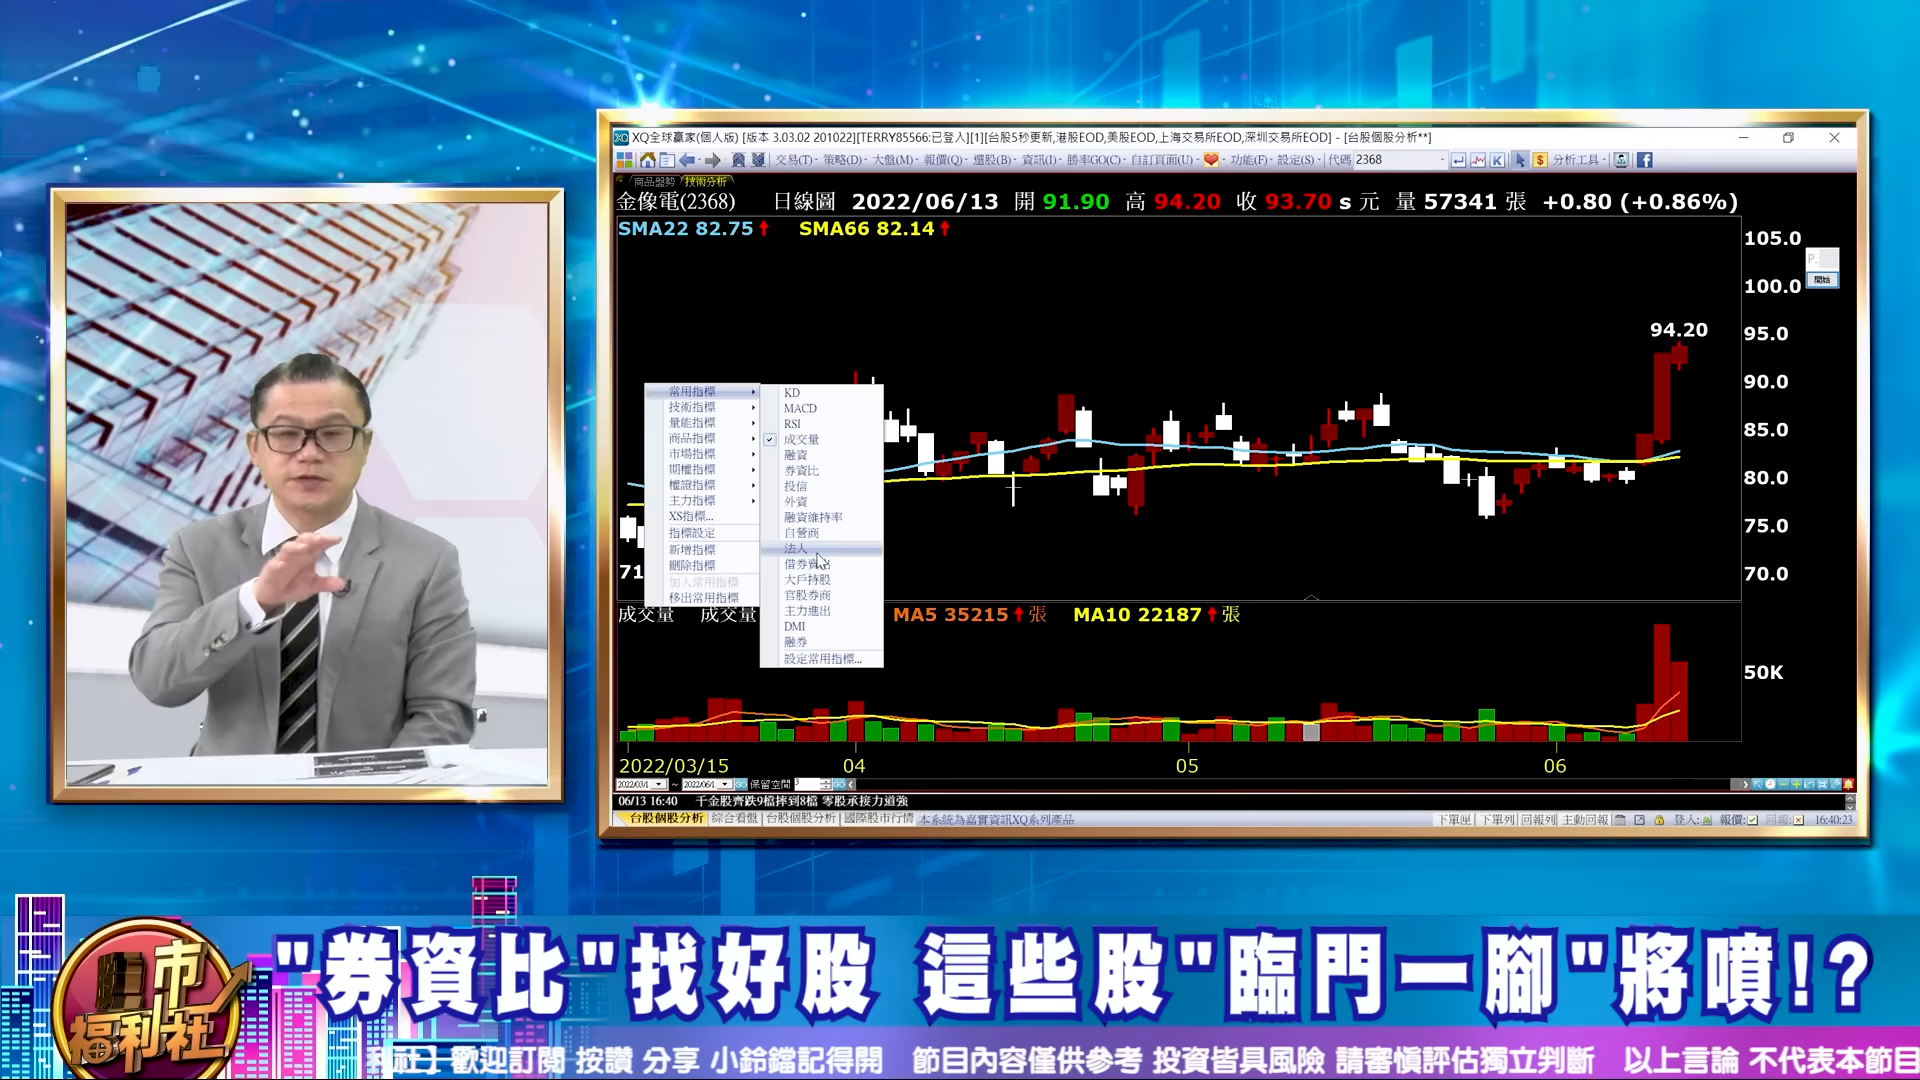 XQ全球贏家(個人版) [版本 3.03.02 201022][TERRY85566:已登入][1][台股5秒更新,港股EOD,美股EOD,上海交易所EOD,深圳交易所EOD] - [台股個股分析**]
交易(T) 策略(D) 大盤(M) 報價(Q) 選股(B) 資訊(I) 勝率GO(C) 自訂頁面(U) 功能(F) 設定(S) 代碼 2368 K $ 分析工具
商品盤勢 技術分析
金像電(2368) 日線圖 2022/06/13 開 91.90 高 94.20 收 93.70 s 元 量 57341 張 +0.80 (+0.86%)
SMA22 82.75 SMA66 82.14
105.0
P..
開始
100.0
95.0
94.20
90.0
85.0
80.0
75.0
70.0
71
常用指標
技術指標
量能指標
商品指標
市場指標
期權指標
權證指標
主力指標
XS指標...
指標設定
新增指標
刪除指標
加入常用指標
移出常用指標
KD
MACD
RSI
成交量
融資
券資比
投信
外資
融資維持率
自營商
法人
借券賣出
大戶持股
官股券商
主力進出
DMI
融券
設定常用指標...
成交量 成交量 MA5 35215 張 MA10 22187 張
50K
2022/03/15 04 05 06
保留空間
06/13 16:40 千金股齊跌9檔摔到8檔 零股承接力道強
台股個股分析 綜合看盤 台股個股分析 國際股市行情 本系統為嘉實資訊XQ系列產品
下單匣 下單列 回報列 主動回報 登入: 報價: 回報: 16:40:23
股市
福利社
"券資比"找好股 這些股"臨門一腳"將噴!?
利社】歡迎訂閱 按讚 分享 小鈴鐺記得開 節目內容僅供參考 投資皆具風險 請審慎評估獨立判斷 以上言論 不代表本節目